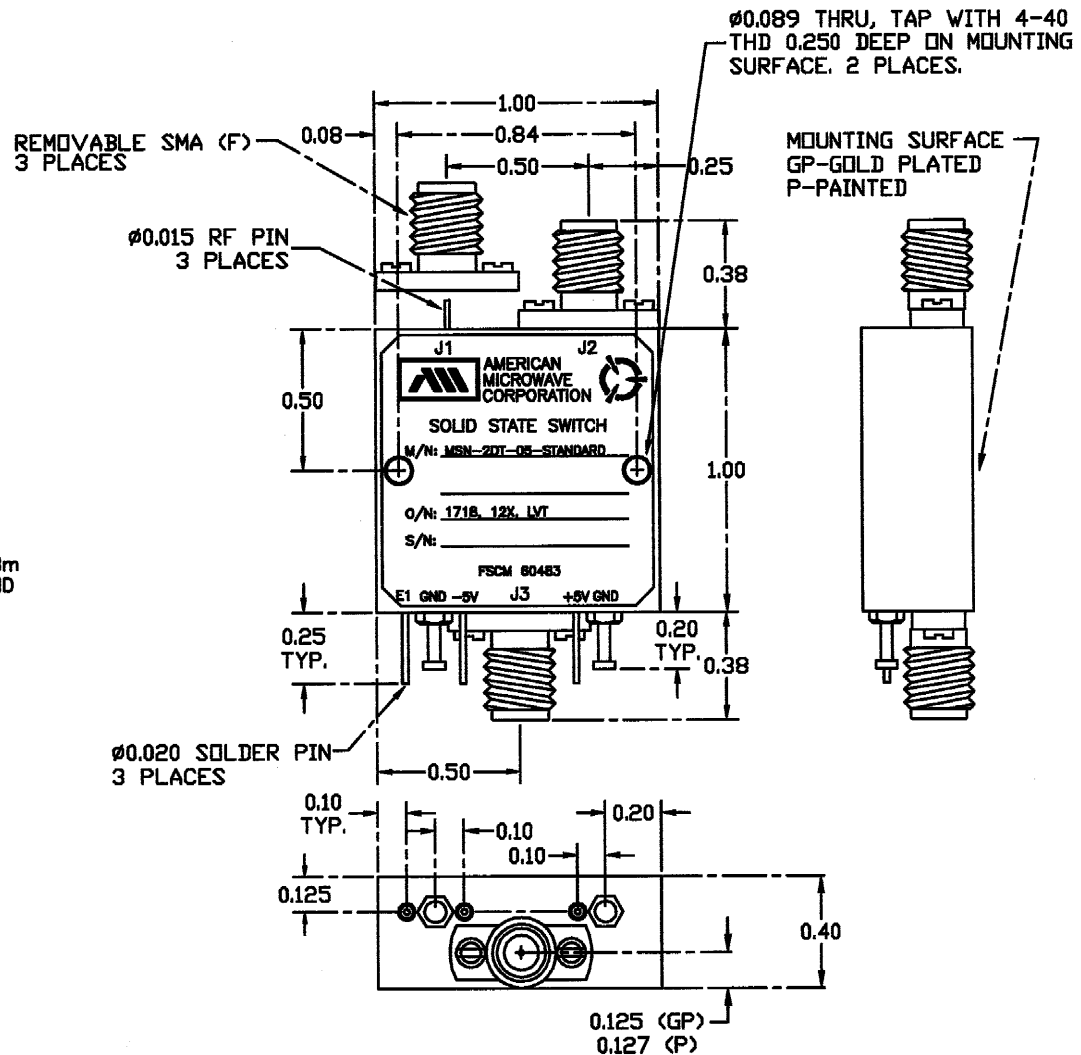 ø0.089 THRU, TAP WITH 4-40
THD 0.250 DEEP ON MOUNTING
SURFACE. 2 PLACES.
1.00
0.08
0.84
0.50
0.25
REMOVABLE SMA (F)
3 PLACES
MOUNTING SURFACE
GP-GOLD PLATED
P-PAINTED
ø0.015 RF PIN
3 PLACES
0.38
J1
J2
AMERICAN
MICROWAVE
CORPORATION
0.50
SOLID STATE SWITCH
M/N: MSN-2DT-05-STANDARD
1.00
O/N: 1718, 12X, LVT
S/N:
FSCM 60483
E1 GND -5V J3 +5V GND
0.25
TYP.
0.20
TYP.
0.38
ø0.020 SOLDER PIN
3 PLACES
0.50
0.10
TYP.
0.10
0.20
0.10
0.125
0.40
0.125 (GP)
0.127 (P)